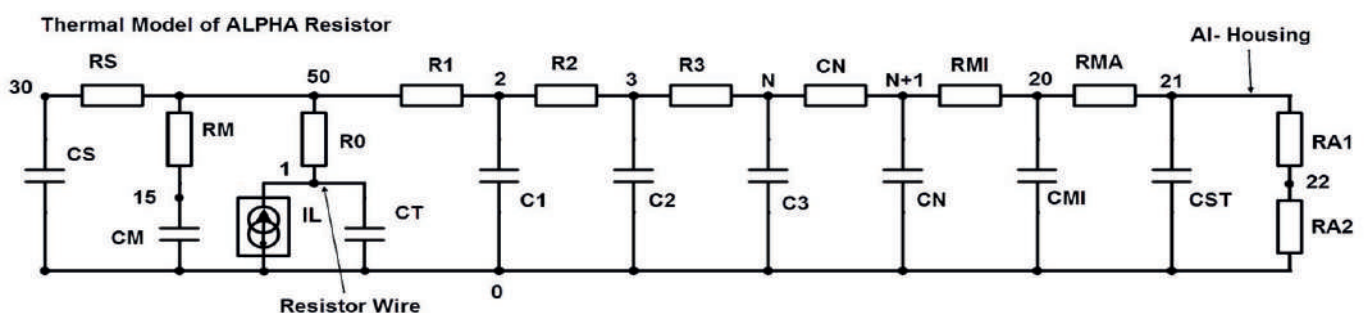 Thermal Model of ALPHA Resistor
Al- Housing
30 RS 50 R1 2 R2 3 R3 N CN N+1 RMI 20 RMA 21
RM R0 RA1
CS 1 22
15 IL CT C1 C2 C3 CN CMI CST
CM RA2
0
Resistor Wire